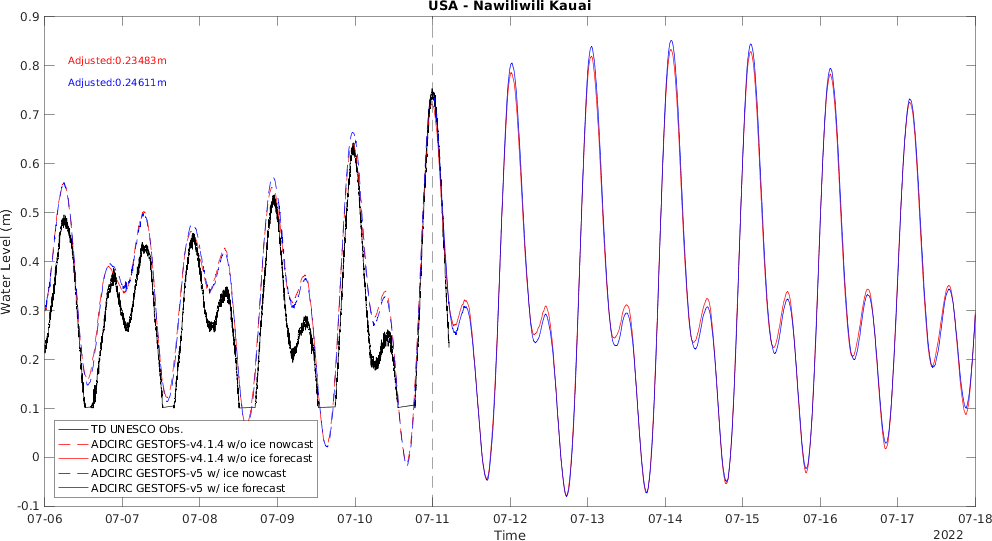 USA - Nawiliwili Kauai
0.9
0.8
0.7
0.6
0.5
0.4
0.3
0.2
0.1
0
-0.1
Water Level (m)
Adjusted:0.23483m
Adjusted:0.24611m
TD UNESCO Obs.
ADCIRC GESTOFS-v4.1.4 w/o ice nowcast
ADCIRC GESTOFS-v4.1.4 w/o ice forecast
ADCIRC GESTOFS-v5 w/ ice nowcast
ADCIRC GESTOFS-v5 w/ ice forecast
07-06 07-07 07-08 07-09 07-10 07-11 07-12 07-13 07-14 07-15 07-16 07-17 07-18
Time
2022